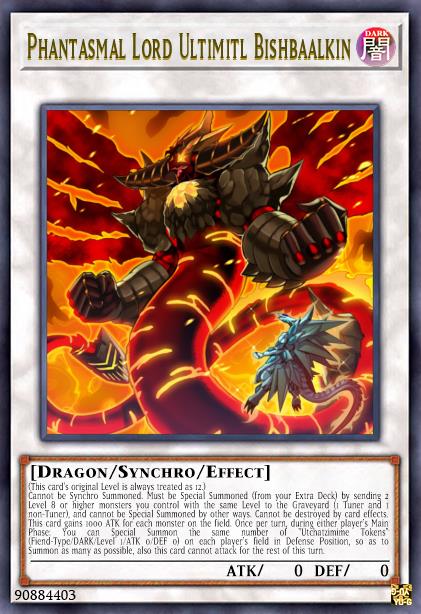 PHANTASMAL LORD ULTIMITL BISHBAALKIN
DARK
闇
[DRAGON/SYNCHRO/EFFECT]
(This card's original Level is always treated as 12.)
Cannot be Synchro Summoned. Must be Special Summoned (from your Extra Deck) by sending 2
Level 8 or higher monsters you control with the same Level to the Graveyard (1 Tuner and 1
non-Tuner), and cannot be Special Summoned by other ways. Cannot be destroyed by card effects.
This card gains 1000 ATK for each monster on the field. Once per turn, during either player's Main
Phase: You can Special Summon the same number of "Utchatzimime Tokens"
(Fiend-Type/DARK/Level 1/ATK 0/DEF 0) on each player's field in Defense Position, so as to
Summon as many as possible, also this card cannot attack for the rest of this turn.
ATK/ 0 DEF/ 0
90884403